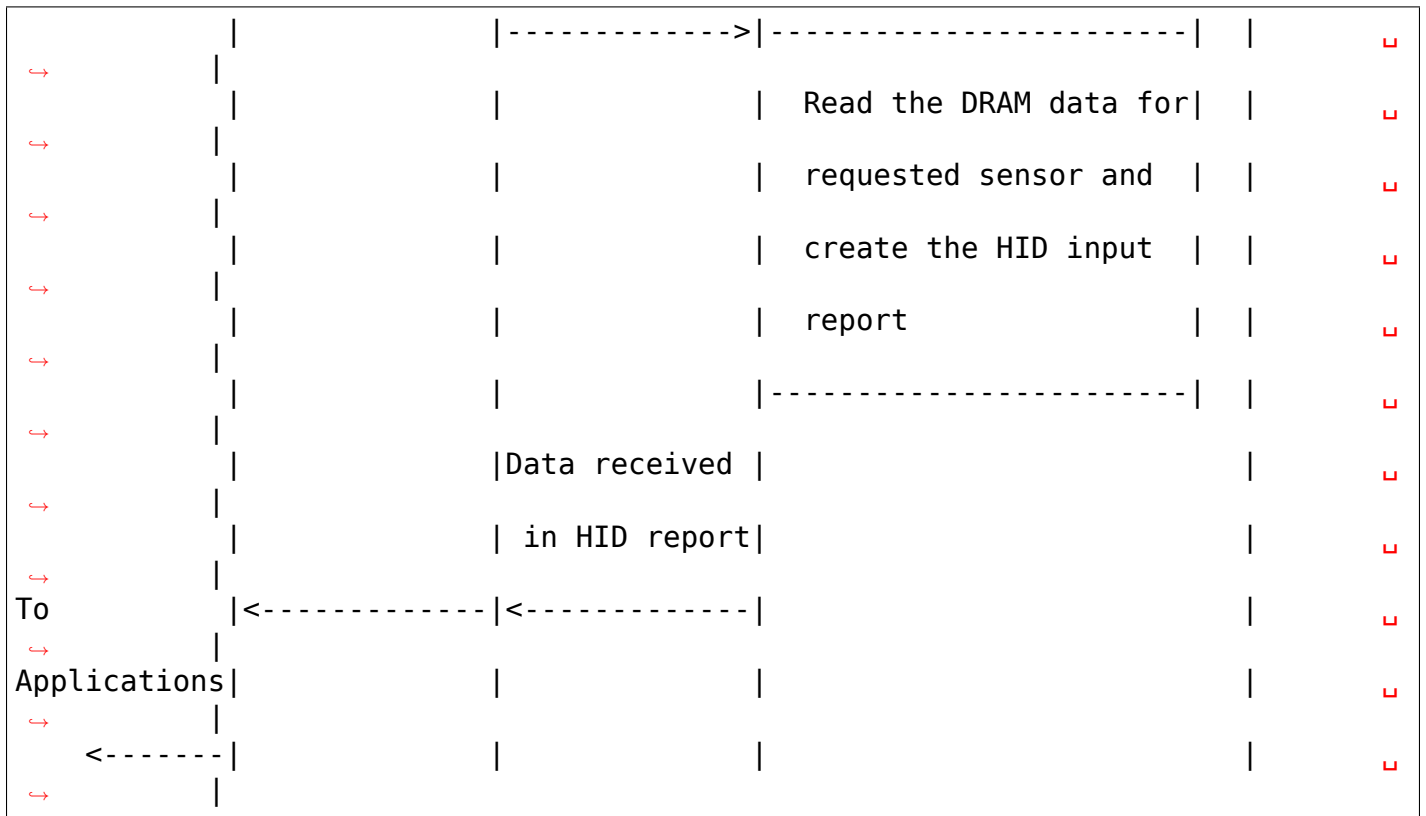 |              |------------->|------------------------|  |       ␣
↪           |
             |              |              |  Read the DRAM data for|  |       ␣
↪           |
             |              |              |  requested sensor and  |  |       ␣
↪           |
             |              |              |  create the HID input  |  |       ␣
↪           |
             |              |              |  report                |  |       ␣
↪           |
             |              |              |------------------------|  |       ␣
↪           |
             |              |Data received |                           |       ␣
↪           |
             |              | in HID report|                           |       ␣
↪           |
To           |<-------------|<-------------|                           |       ␣
↪           |
Applications|               |              |                           |       ␣
↪           |
    <-------|               |              |                           |       ␣
↪           |